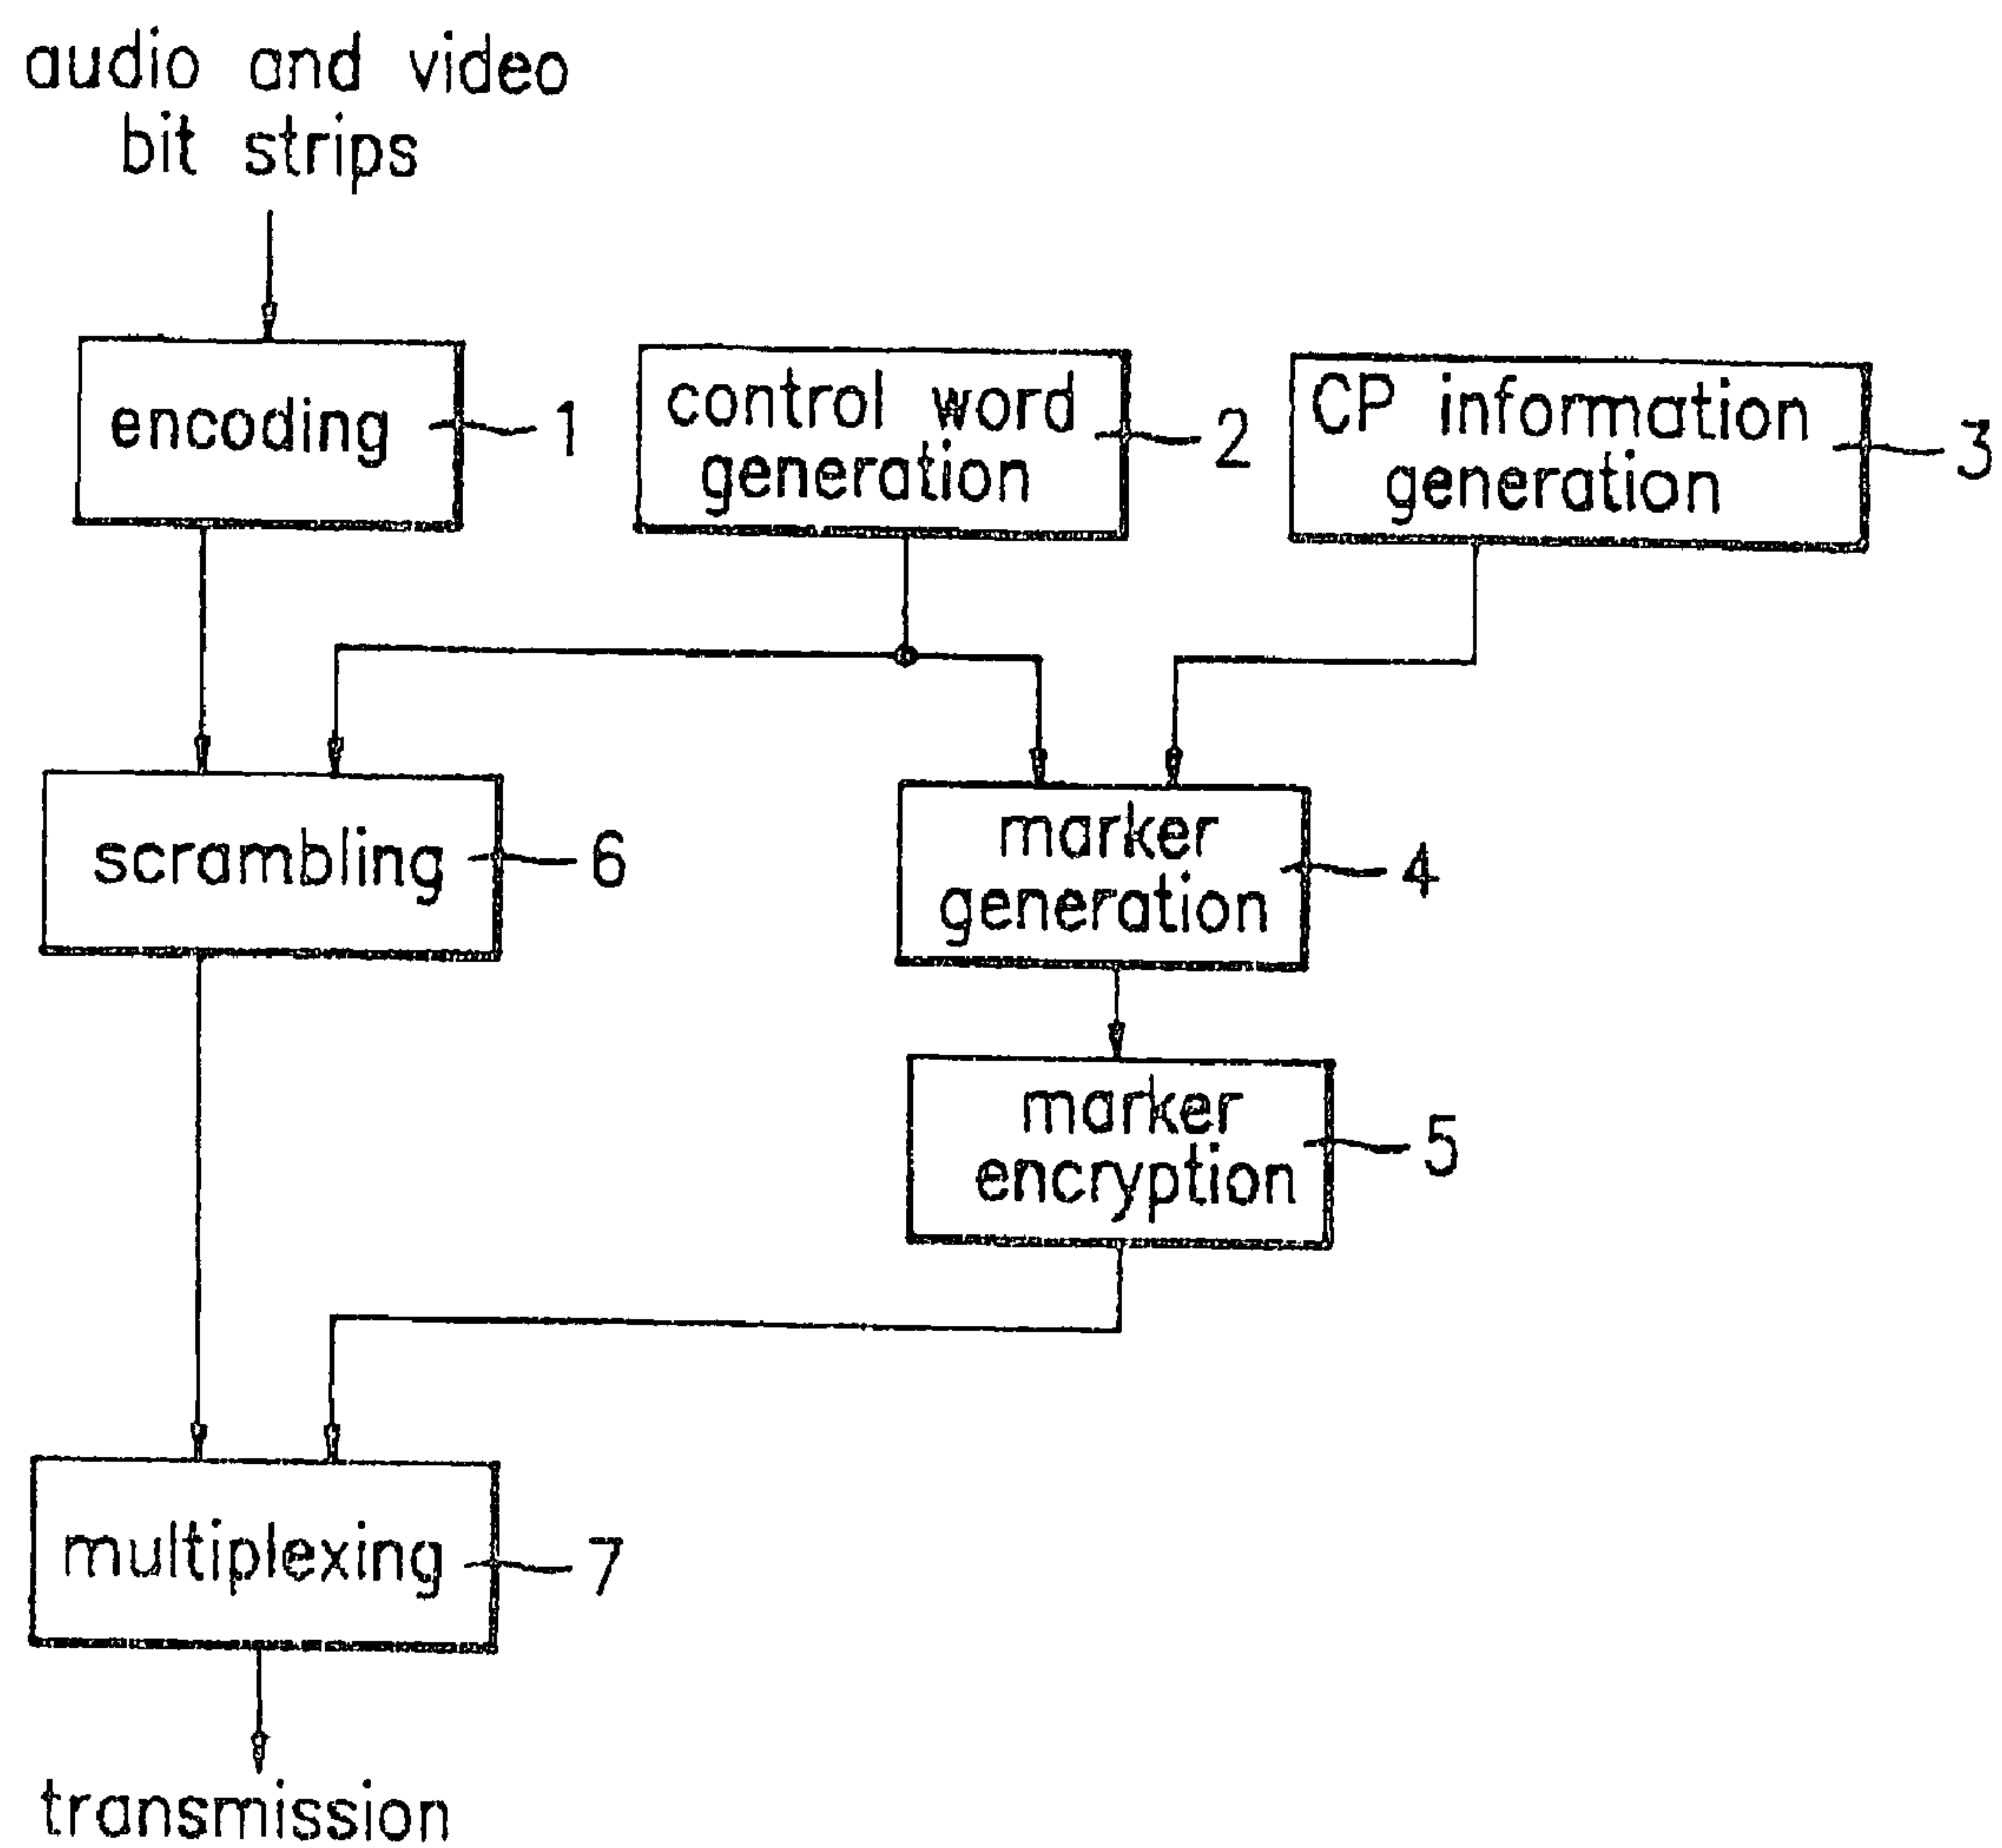 audio and video
bit strips
encoding
1
control word
generation
2
CP information
generation
3
scrambling
6
marker
generation
4
marker
encryption
5
multiplexing
7
transmission